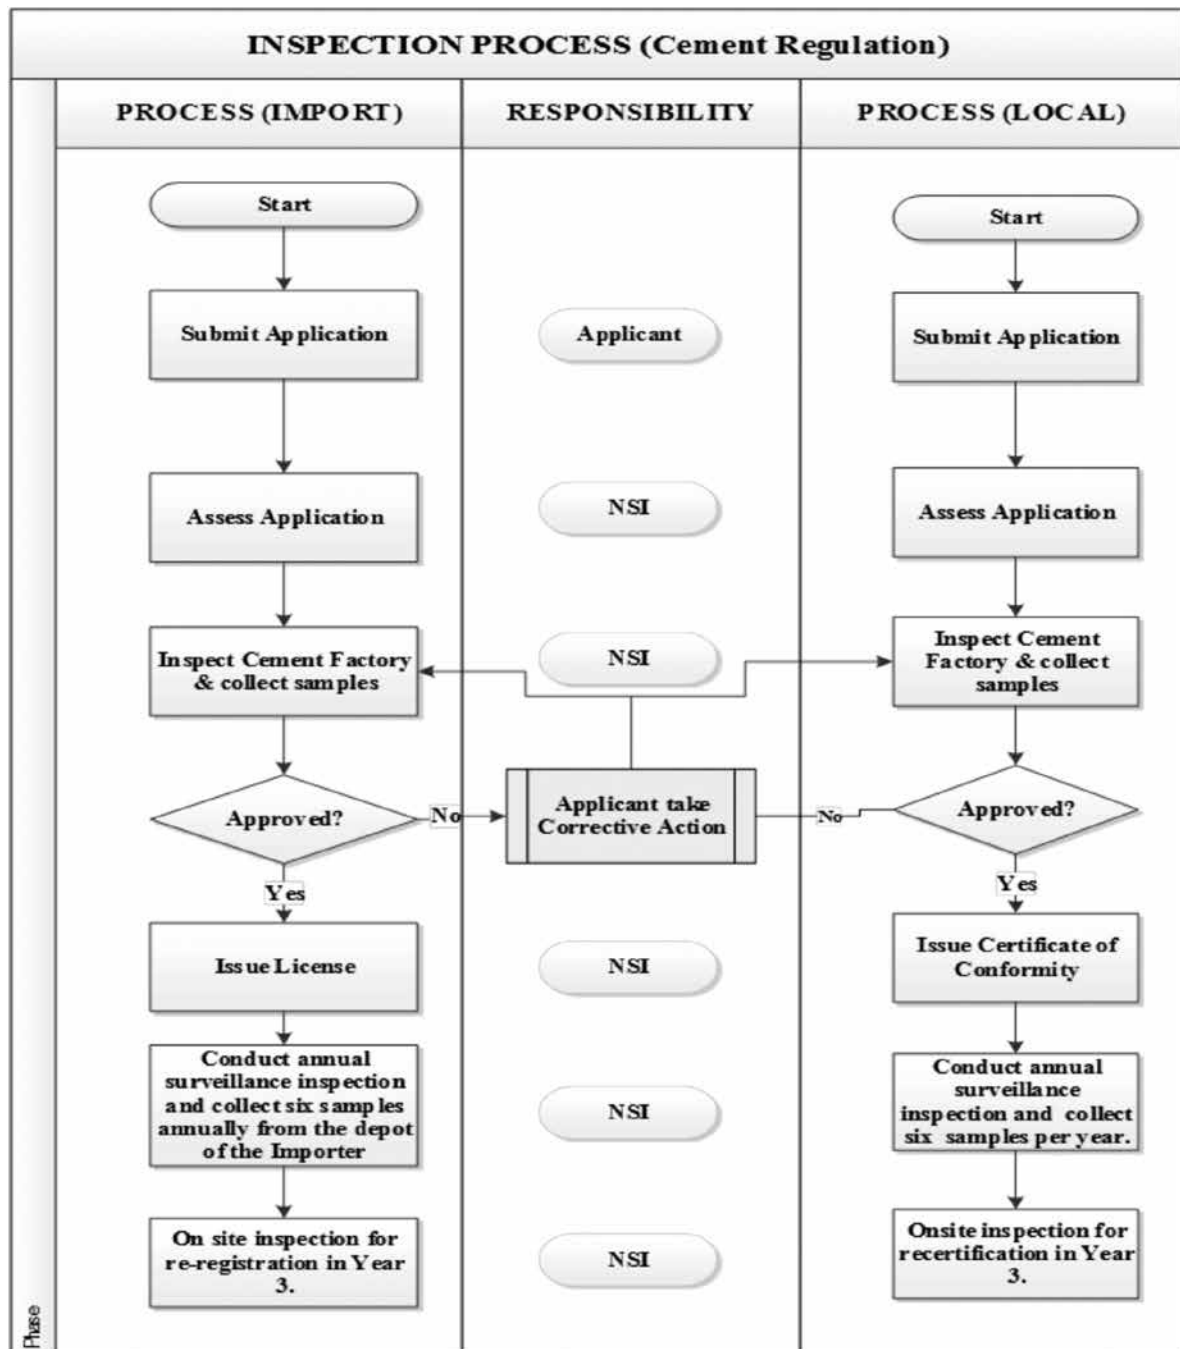 INSPECTION PROCESS (Cement Regulation)
PROCESS (IMPORT)
RESPONSIBILITY
PROCESS (LOCAL)
Start
Start
Submit Application
Applicant
Submit Application
Assess Application
NSI
Assess Application
Inspect Cement Factory
& collect samples
NSI
Inspect Cement
Factory & collect
samples
Approved?
No
Applicant take
Corrective Action
No
Approved?
Yes
Yes
Issue License
NSI
Issue Certificate of
Conformity
Conduct annual
surveillance inspection
and collect six samples
annually from the depot
of the Importer
NSI
Conduct annual
surveillance
inspection and collect
six samples per year.
On site inspection for
re-registration in Year
3.
NSI
Onsite inspection for
recertification in Year
3.
Phase